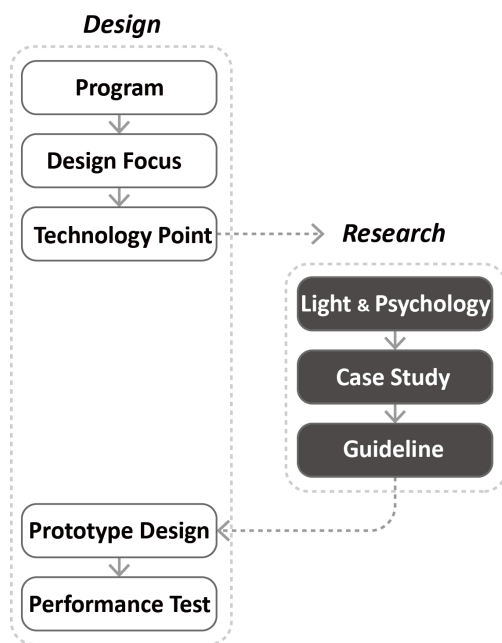 Design
Program
Design Focus
Technology Point
Research
Light & Psychology
Case Study
Guideline
Prototype Design
Performance Test